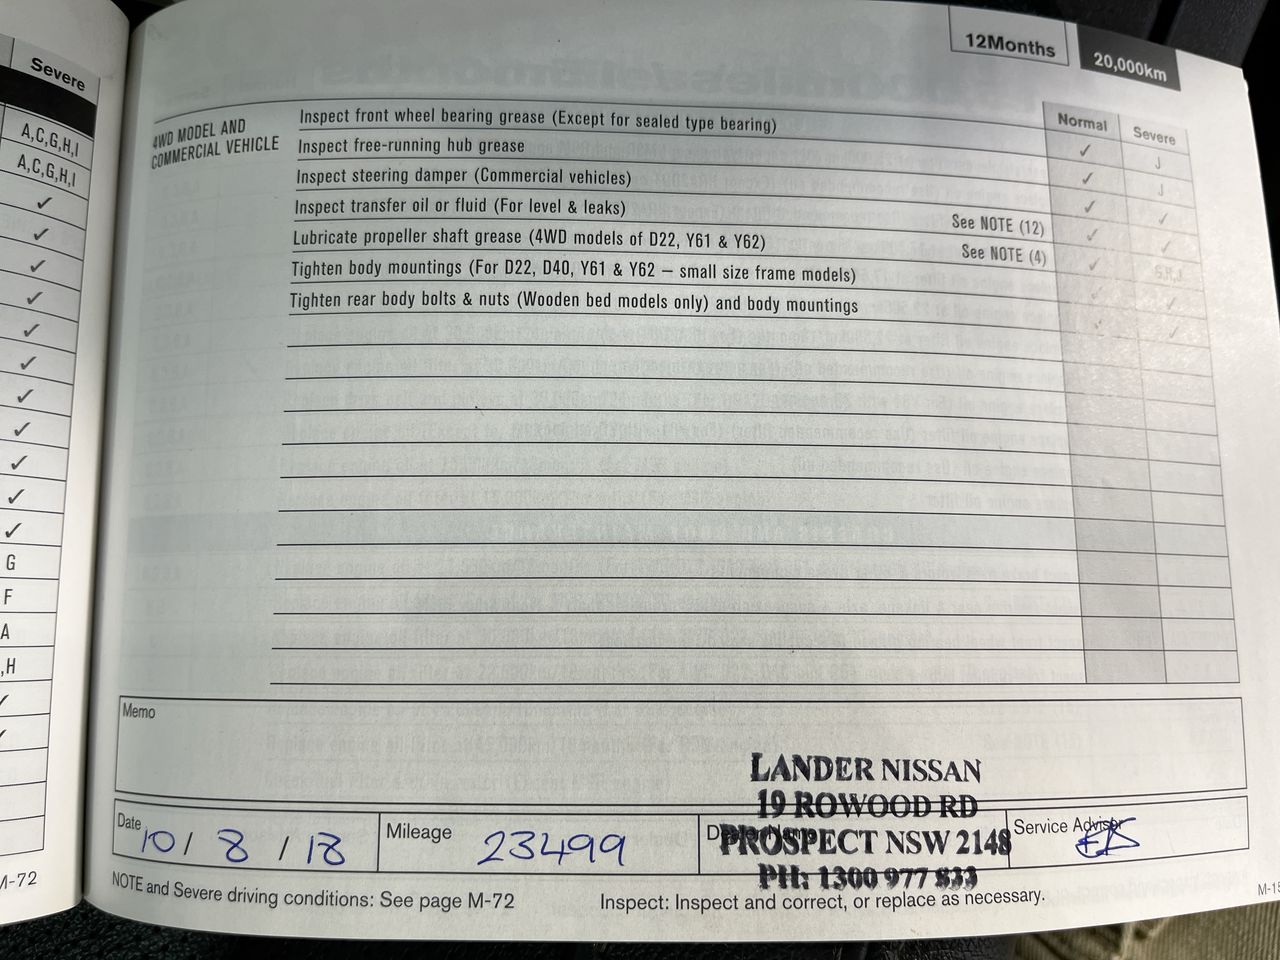 Severe
A,C,G,H,I
A,C,G,H,I
✓
✓
✓
✓
✓
✓
✓
✓
✓
✓
✓
G
F
A
,H
M-72
12Months
20,000km
Normal Severe
4WD MODEL AND
COMMERCIAL VEHICLE
Inspect front wheel bearing grease (Except for sealed type bearing) ✓ J
Inspect free-running hub grease ✓ J
Inspect steering damper (Commercial vehicles) ✓ ✓
Inspect transfer oil or fluid (For level & leaks) See NOTE (12) ✓ ✓
Lubricate propeller shaft grease (4WD models of D22, Y61 & Y62) See NOTE (4) ✓
Tighten body mountings (For D22, D40, Y61 & Y62 – small size frame models) ✓ ✓
Tighten rear body bolts & nuts (Wooden bed models only) and body mountings ✓ ✓
Memo
LANDER NISSAN
19 ROWOOD RD
PROSPECT NSW 2148
PH: 1300 977 833
Date 10 / 8 / 18
Mileage 23499
Dealer Name
Service Advisor
NOTE and Severe driving conditions: See page M-72
Inspect: Inspect and correct, or replace as necessary.